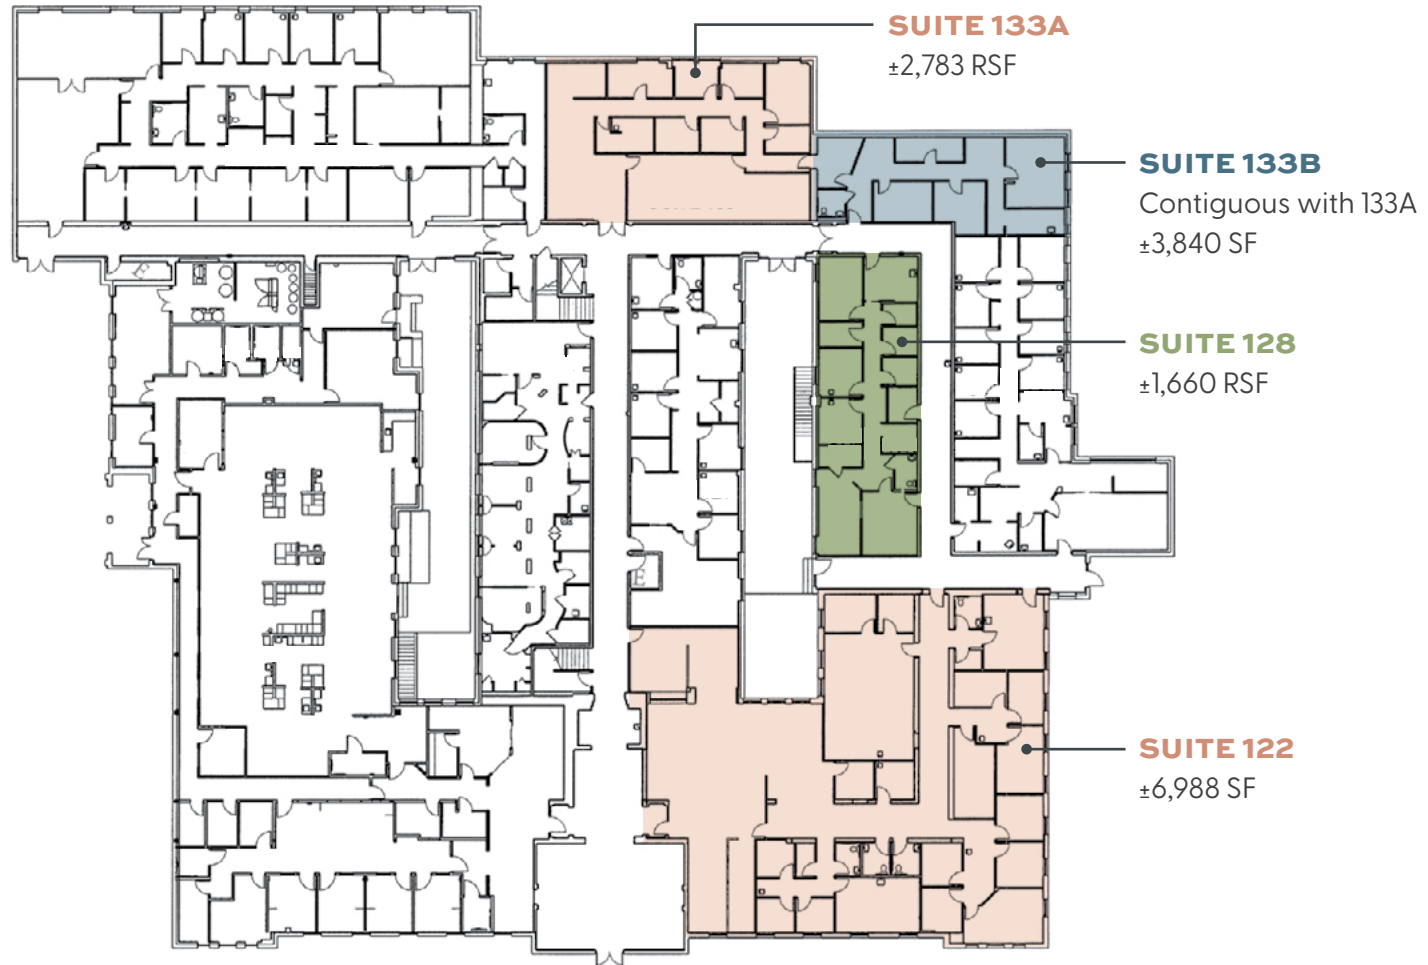 SUITE 133A
±2,783 RSF
SUITE 133B
Contiguous with 133A
±3,840 SF
SUITE 128
±1,660 RSF
SUITE 122
±6,988 SF
E
E